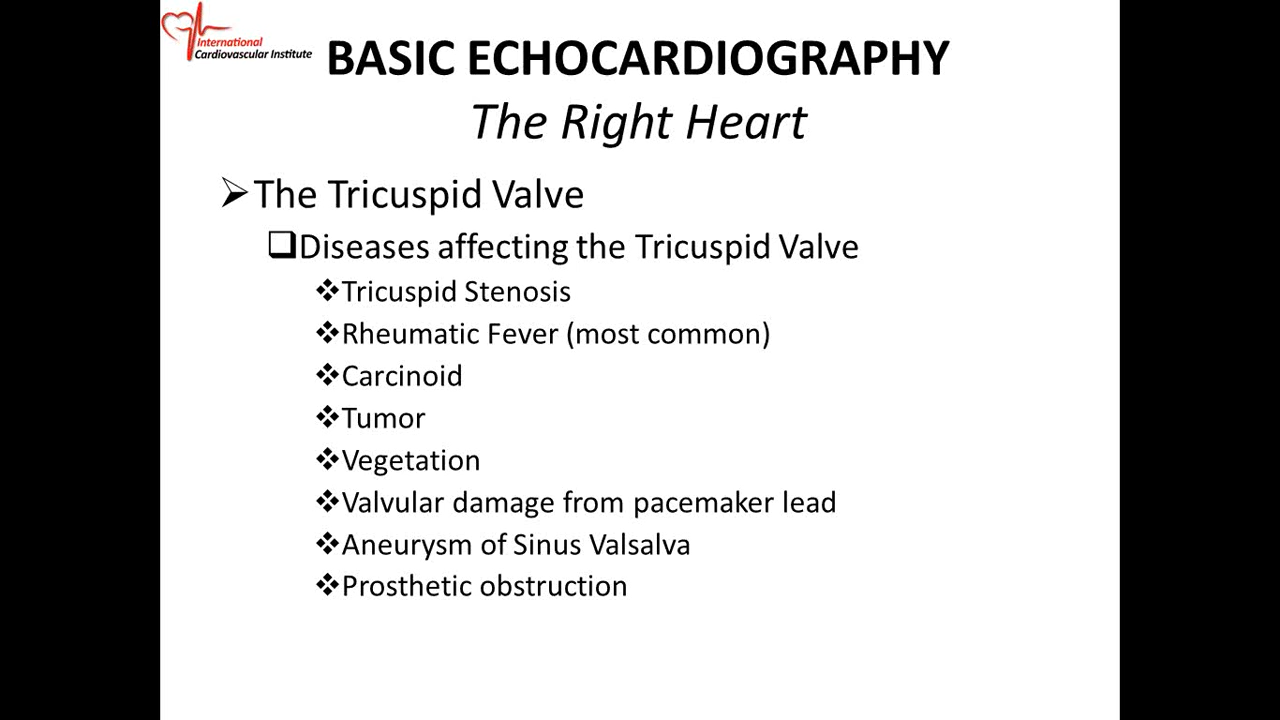 International
Cardiovascular Institute
BASIC ECHOCARDIOGRAPHY
The Right Heart
The Tricuspid Valve
Diseases affecting the Tricuspid Valve
Tricuspid Stenosis
Rheumatic Fever (most common)
Carcinoid
Tumor
Vegetation
Valvular damage from pacemaker lead
Aneurysm of Sinus Valsalva
Prosthetic obstruction